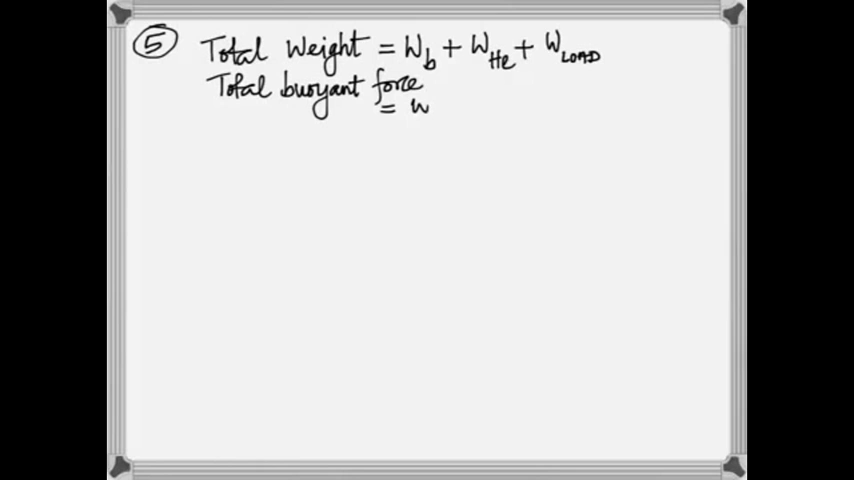 (5) Total Weight = W_b + W_He + W_LOAD
Total buoyant force
= w